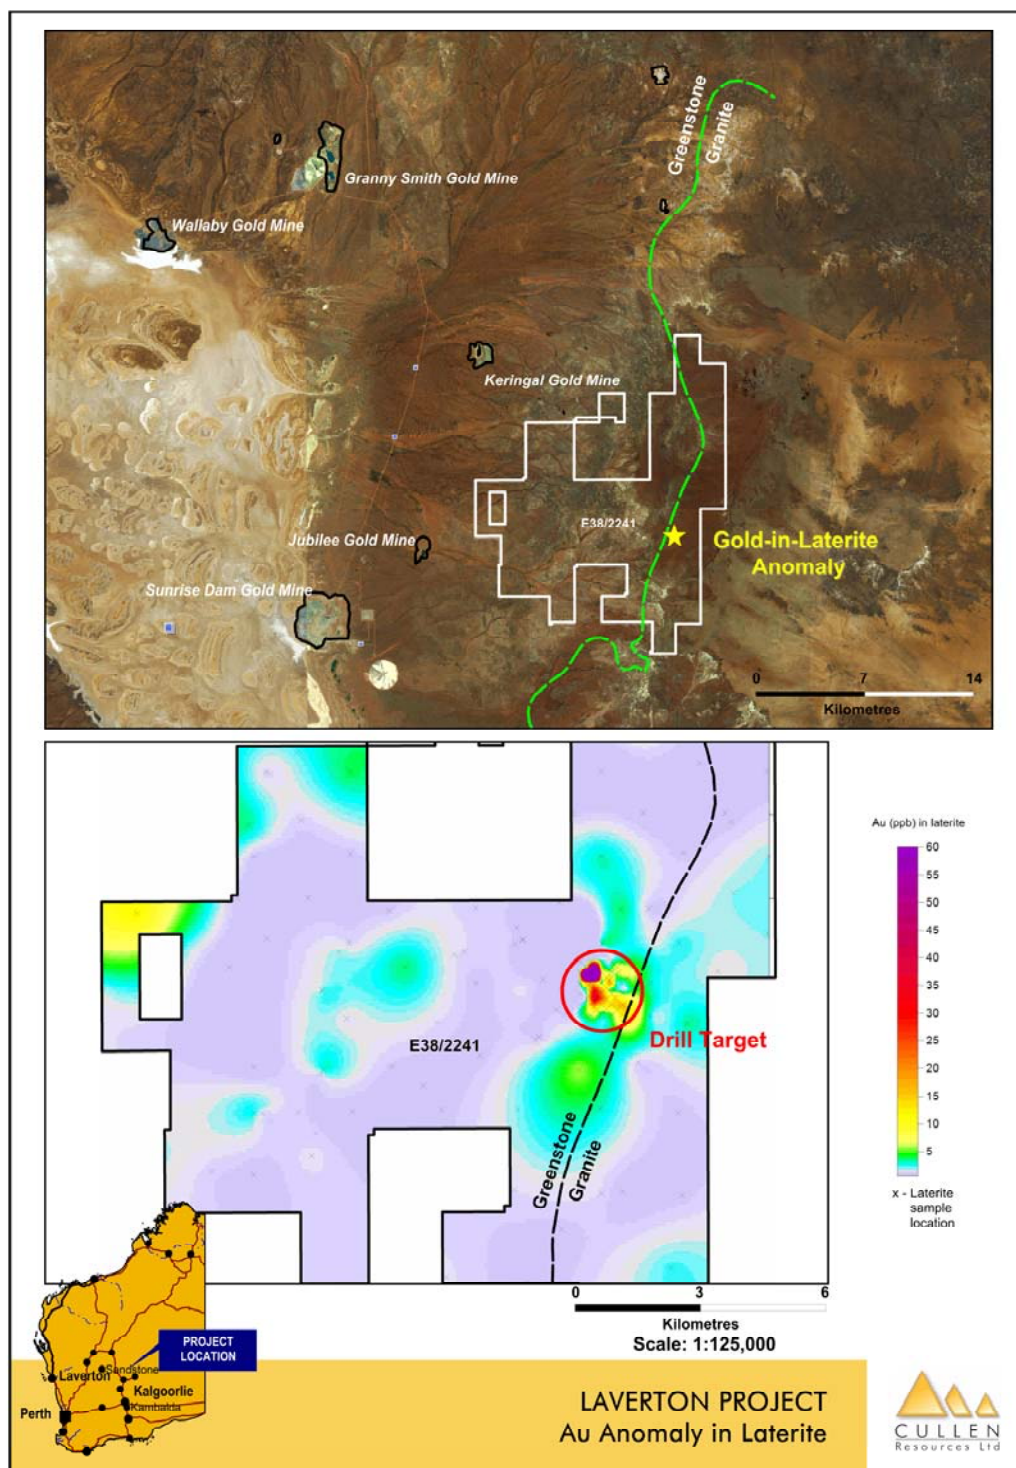 Greenstone
Granite
Granny Smith Gold Mine
Wallaby Gold Mine
Keringal Gold Mine
E38/2241
Jubilee Gold Mine
Gold-in-Laterite
Anomaly
Sunrise Dam Gold Mine
0 7 14
Kilometres
Au (ppb) in laterite
60
50
45
40
35
30
25
20
15
10
5
x - Laterite
sample
location
Drill Target
E38/2241
Greenstone
Granite
0 3 6
Kilometres
Scale: 1:125,000
PROJECT
LOCATION
Sandstone
Laverton
Kalgoorlie
Perth
Kambalda
LAVERTON PROJECT
Au Anomaly in Laterite
CULLEN
Resources Ltd